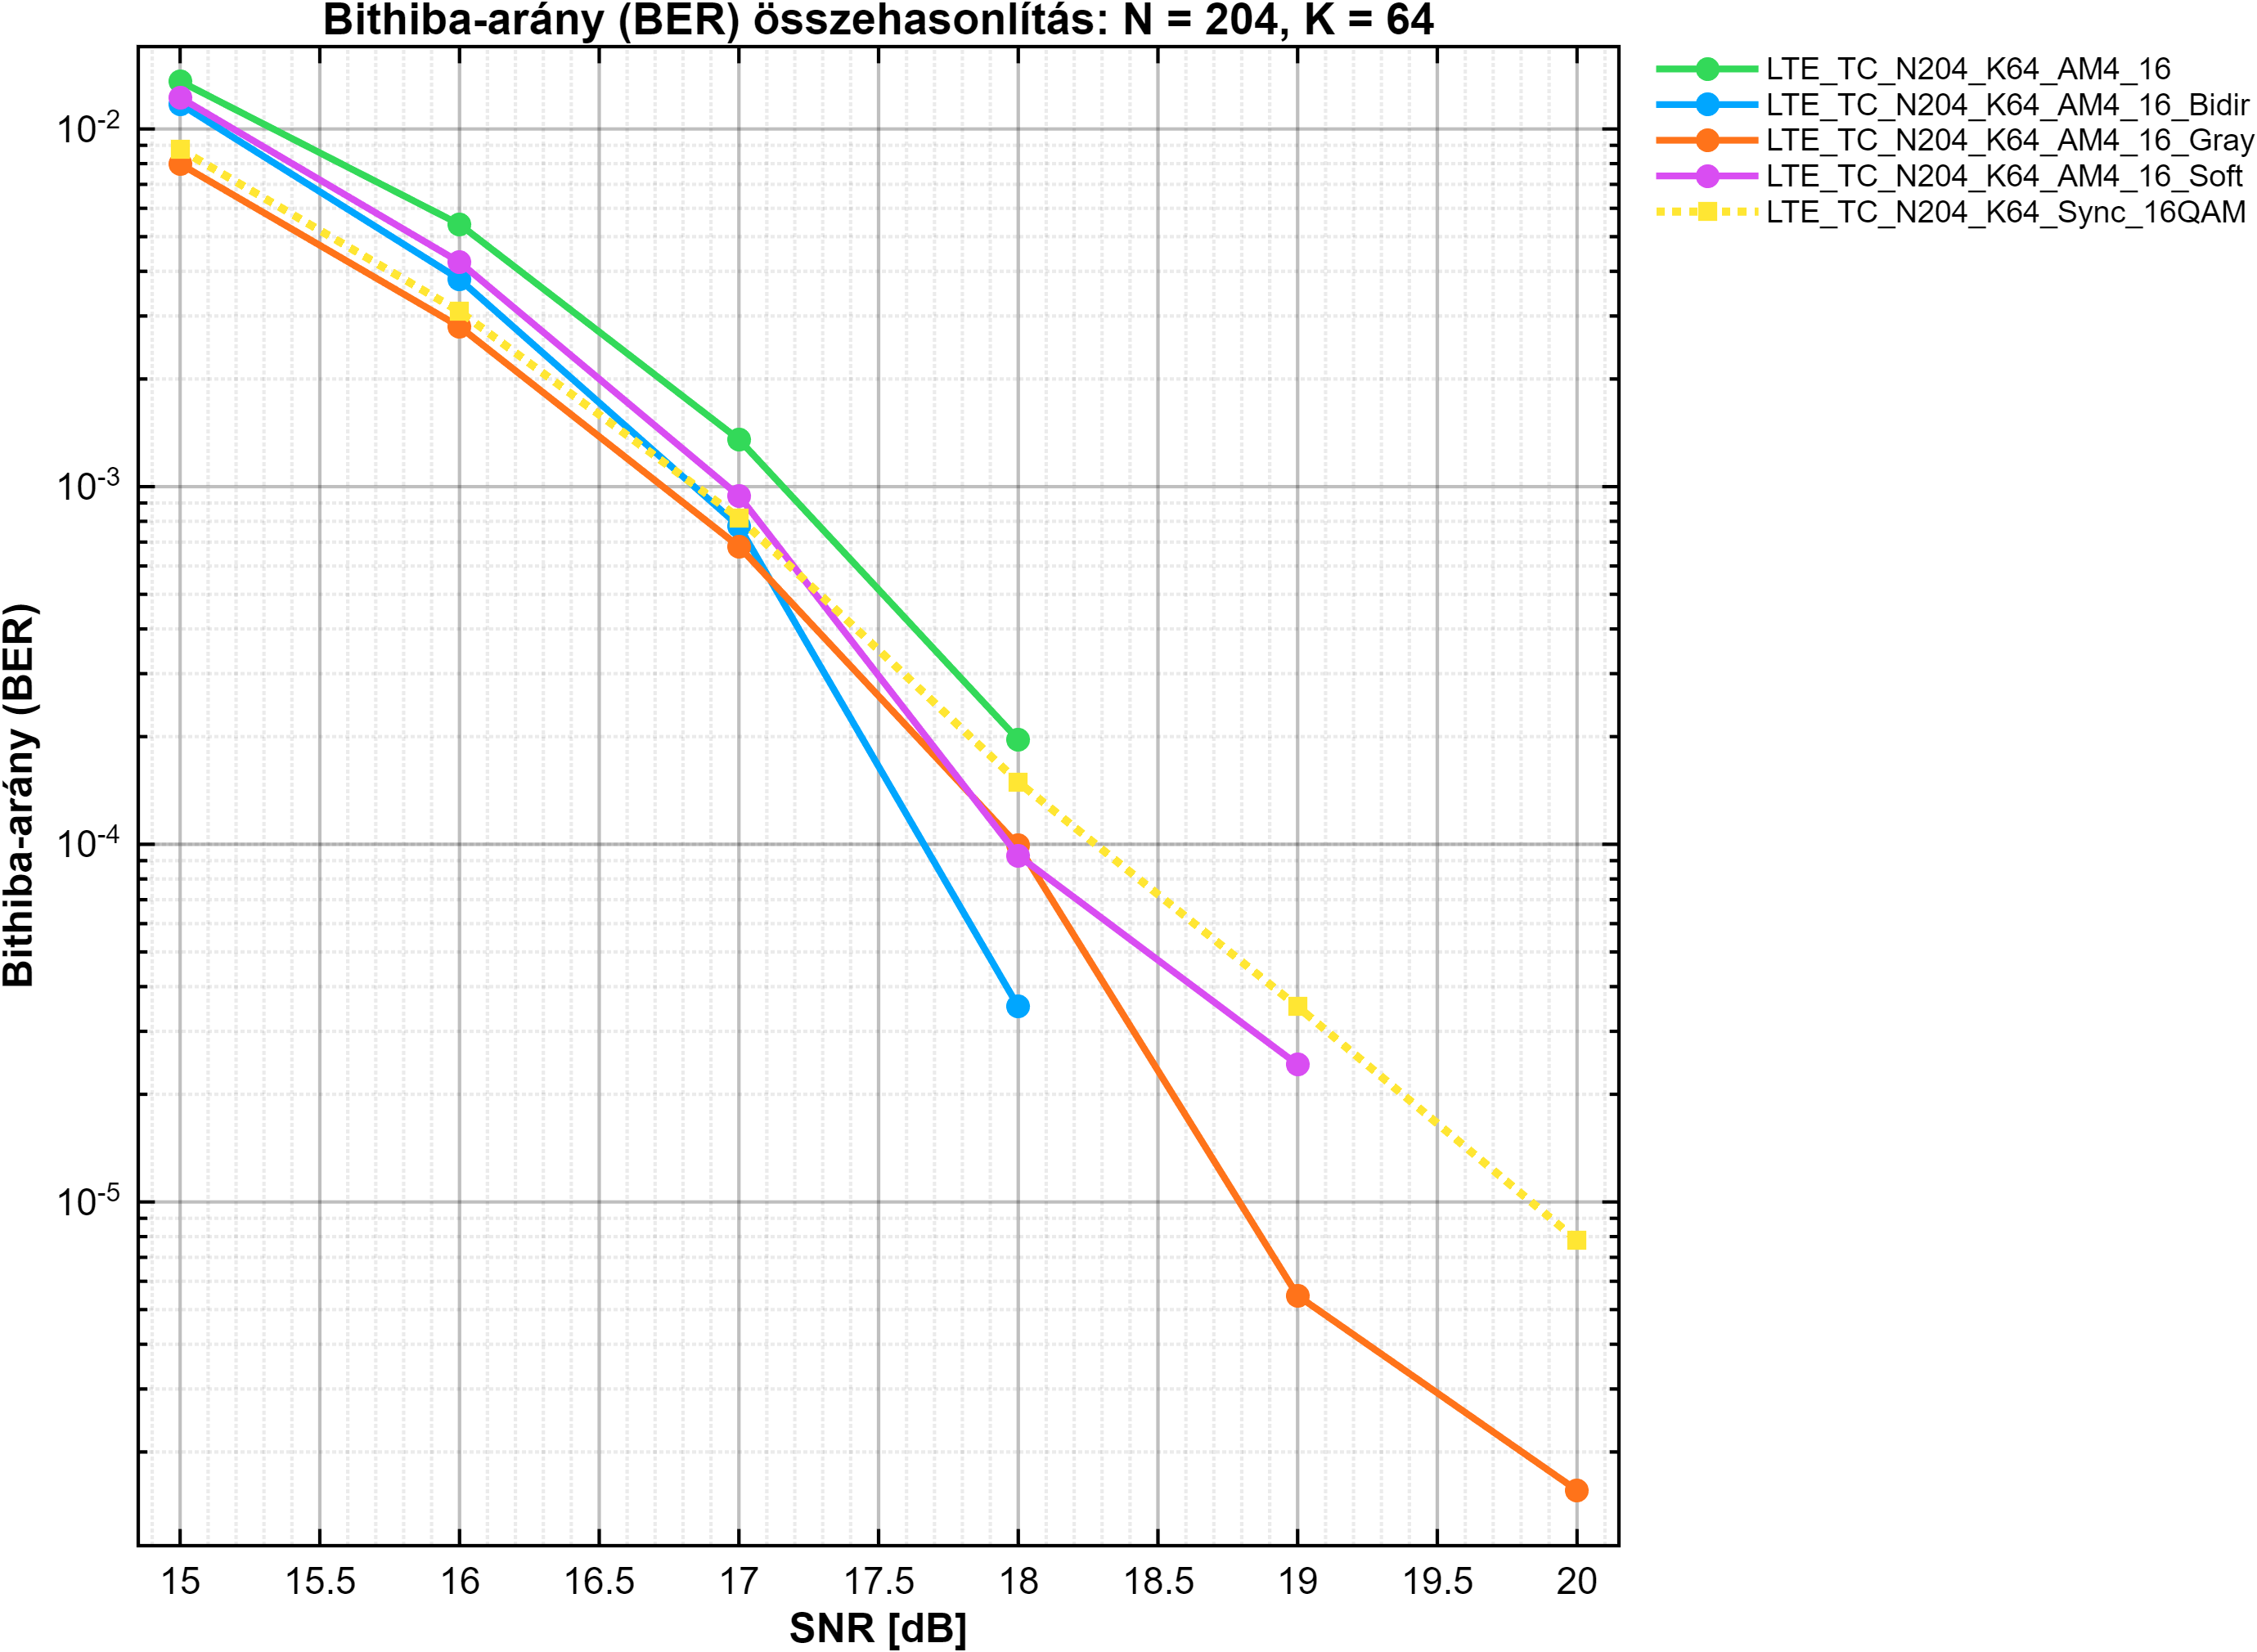 Bithiba-arány (BER) összehasonlítás: N = 204, K = 64
LTE_TC_N204_K64_AM4_16
LTE_TC_N204_K64_AM4_16_Bidir
LTE_TC_N204_K64_AM4_16_Gray
LTE_TC_N204_K64_AM4_16_Soft
LTE_TC_N204_K64_Sync_16QAM
Bithiba-arány (BER)
10^-2
10^-3
10^-4
10^-5
15 15.5 16 16.5 17 17.5 18 18.5 19 19.5 20
SNR [dB]